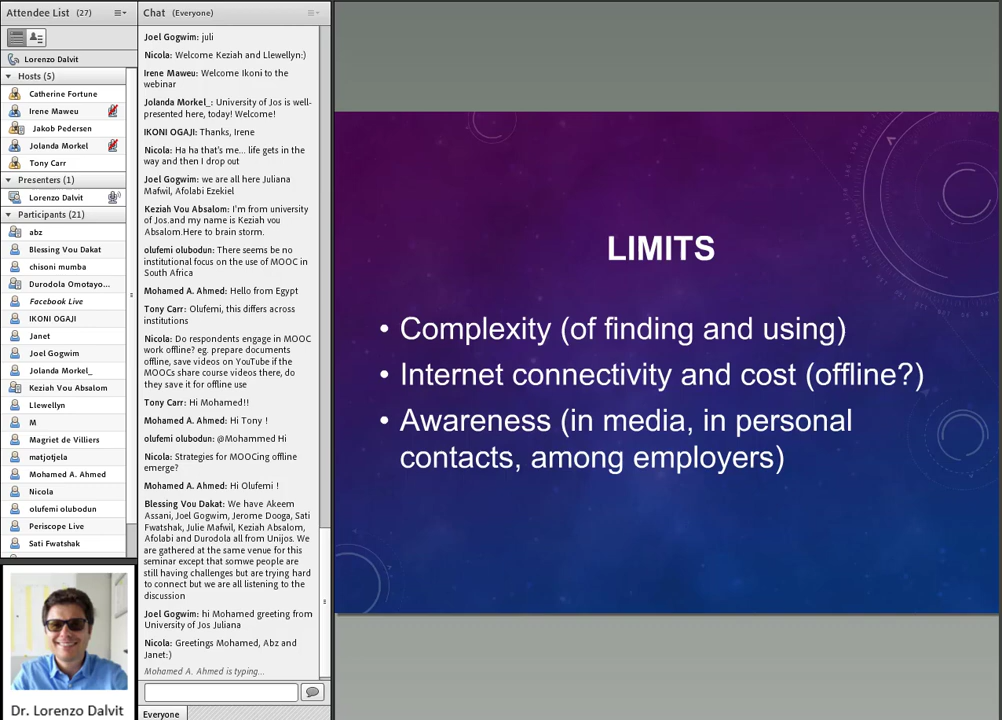 Attendee List (27)
Lorenzo Dalvit
Hosts (5)
Catherine Fortune
Irene Maweu
Jakob Pedersen
Jolanda Morkel
Tony Carr
Presenters (1)
Lorenzo Dalvit
Participants (21)
abz
Blessing Vou Dakat
chisoni mumba
Durodola Omotayo...
Facebook Live
IKONI OGAJI
Janet
Joel Gogwim
Jolanda Morkel_
Keziah Vou Absalom
Llewellyn
M
Magriet de Villiers
matjotjela
Mohamed A. Ahmed
Nicola
olufemi olubodun
Periscope Live
Sati Fwatshak
Dr. Lorenzo Dalvit
Chat (Everyone)
Joel Gogwim: juli
Nicola: Welcome Keziah and Llewellyn:)
Irene Maweu: Welcome Ikoni to the
webinar
Jolanda Morkel_: University of Jos is well-
presented here, today! Welcome!
IKONI OGAJI: Thanks, Irene
Nicola: Ha ha that's me... life gets in the
way and then I drop out
Joel Gogwim: we are all here Juliana
Mafwil, Afolabi Ezekiel
Keziah Vou Absalom: I'm from university
of Jos.and my name is Keziah vou
Absalom.Here to brain storm.
olufemi olubodun: There seems be no
institutional focus on the use of MOOC in
South Africa
Mohamed A. Ahmed: Hello from Egypt
Tony Carr: Olufemi, this differs across
institutions
Nicola: Do respondents engage in MOOC
work offline? eg. prepare documents
offline, save videos on YouTube if the
MOOCs share course videos there, do
they save it for offline use
Tony Carr: Hi Mohamed!!
Mohamed A. Ahmed: Hi Tony !
olufemi olubodun: @Mohammed Hi
Nicola: Strategies for MOOCing offline
emerge?
Mohamed A. Ahmed: Hi Olufemi !
Blessing Vou Dakat: We have Akeem
Assani, Joel Gogwim, Jerome Dooga, Sati
Fwatshak, Julie Mafwil, Keziah Absalom,
Afolabi and Durodola all from Unijos. We
are gathered at the same venue for this
seminar except that somwe people are
still having challenges but are trying hard
to connect but we are all listening to the
discussion
Joel Gogwim: hi Mohamed greeting from
University of Jos Juliana
Nicola: Greetings Mohamed, Abz and
Janet:)
Mohamed A. Ahmed is typing...
Everyone
LIMITS
• Complexity (of finding and using)
• Internet connectivity and cost (offline?)
• Awareness (in media, in personal
contacts, among employers)